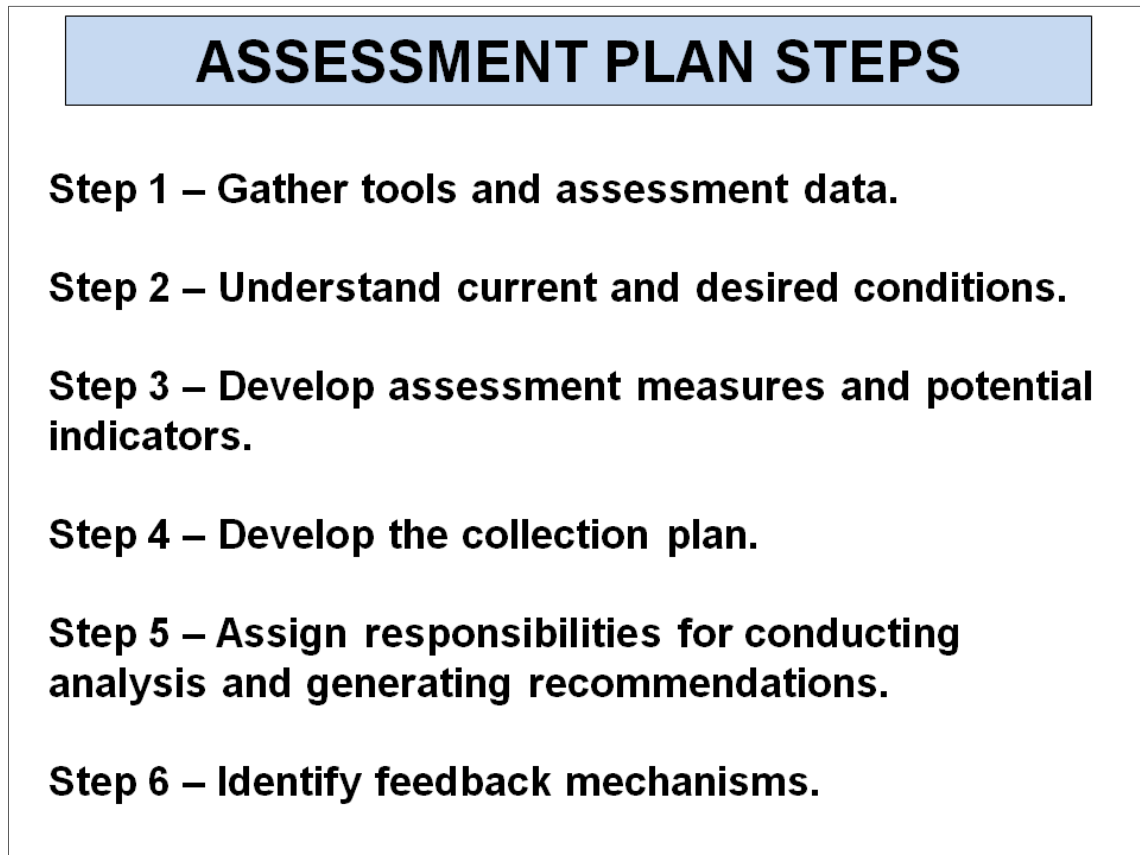 ASSESSMENT PLAN STEPS
Step 1 – Gather tools and assessment data.
Step 2 – Understand current and desired conditions.
Step 3 – Develop assessment measures and potential
indicators.
Step 4 – Develop the collection plan.
Step 5 – Assign responsibilities for conducting
analysis and generating recommendations.
Step 6 – Identify feedback mechanisms.